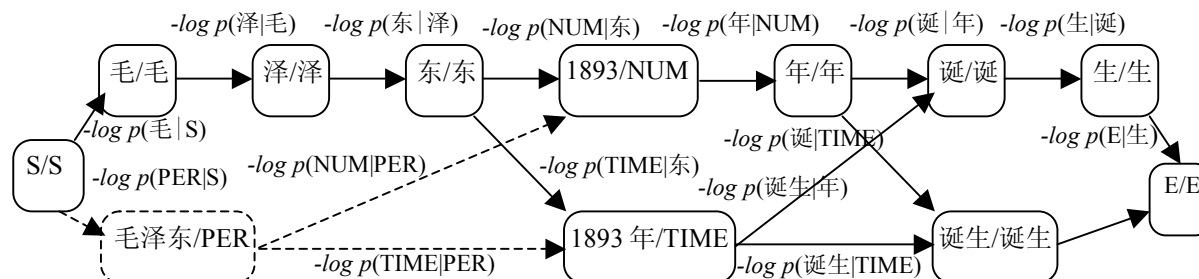 -log p(泽|毛) -log p(东|泽) -log p(NUM|东) -log p(年|NUM) -log p(诞|年) -log p(生|诞)
毛/毛 泽/泽 东/东 1893/NUM 年/年 诞/诞 生/生
-log p(毛|S) -log p(诞|TIME) -log p(E|生)
S/S -log p(PER|S) -log p(NUM|PER) -log p(TIME|东) -log p(诞生|年) E/E
毛泽东/PER 1893 年/TIME 诞生/诞生
-log p(TIME|PER) -log p(诞生|TIME)